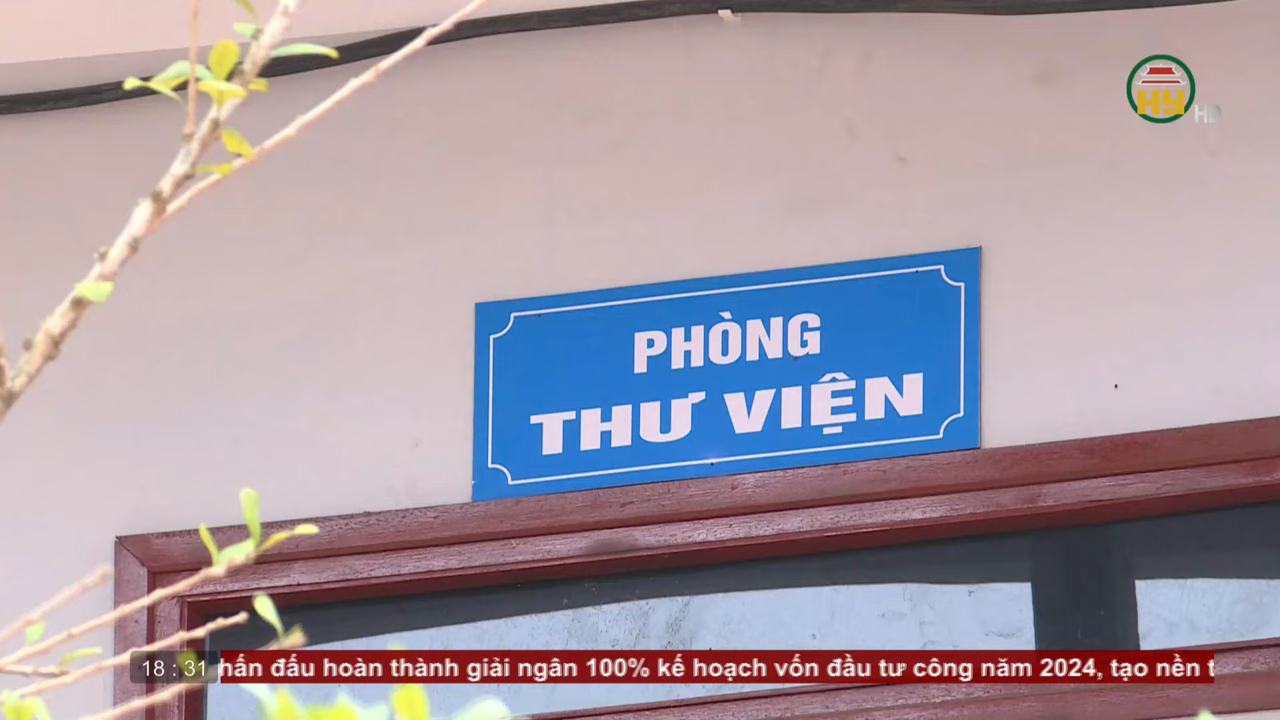 HY
HD
PHÒNG
THƯ VIỆN
18 : 31
hấn đấu hoàn thành giải ngân 100% kế hoạch vốn đầu tư công năm 2024, tạo nền t